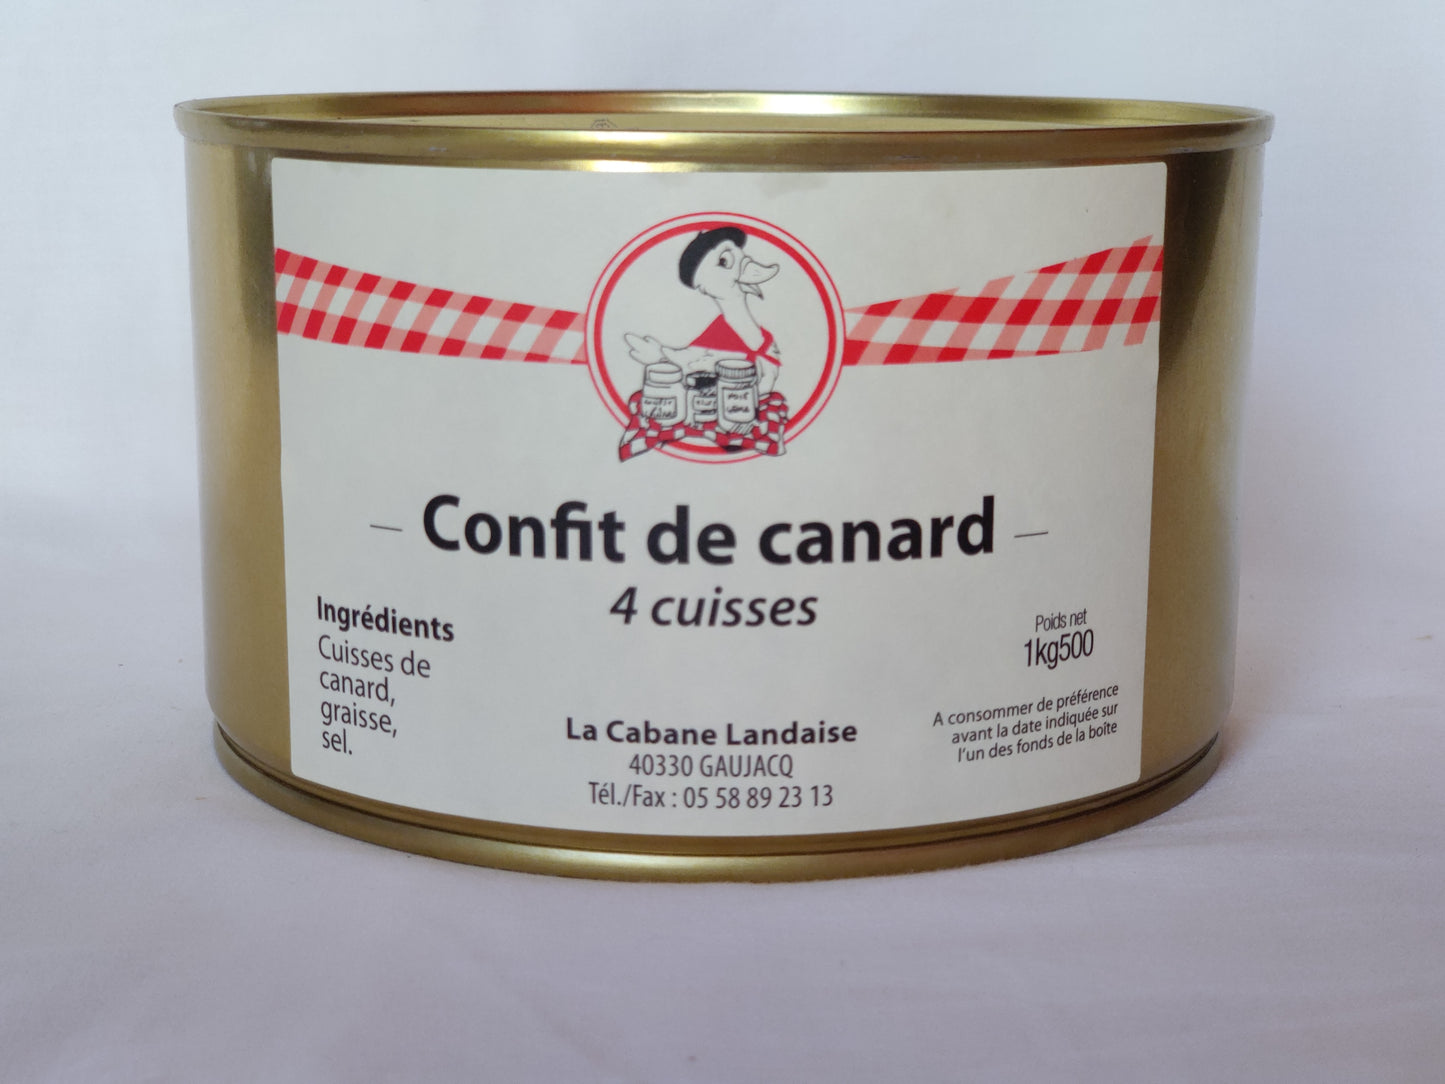 Confit de canard
4 cuisses
Ingrédients
Cuisses de
canard,
graisse,
sel.
La Cabane Landaise
40330 GAUJACQ
Tél./Fax : 05 58 89 23 13
Poids net
1kg500
A consommer de préférence
avant la date indiquée sur
l'un des fonds de la boîte